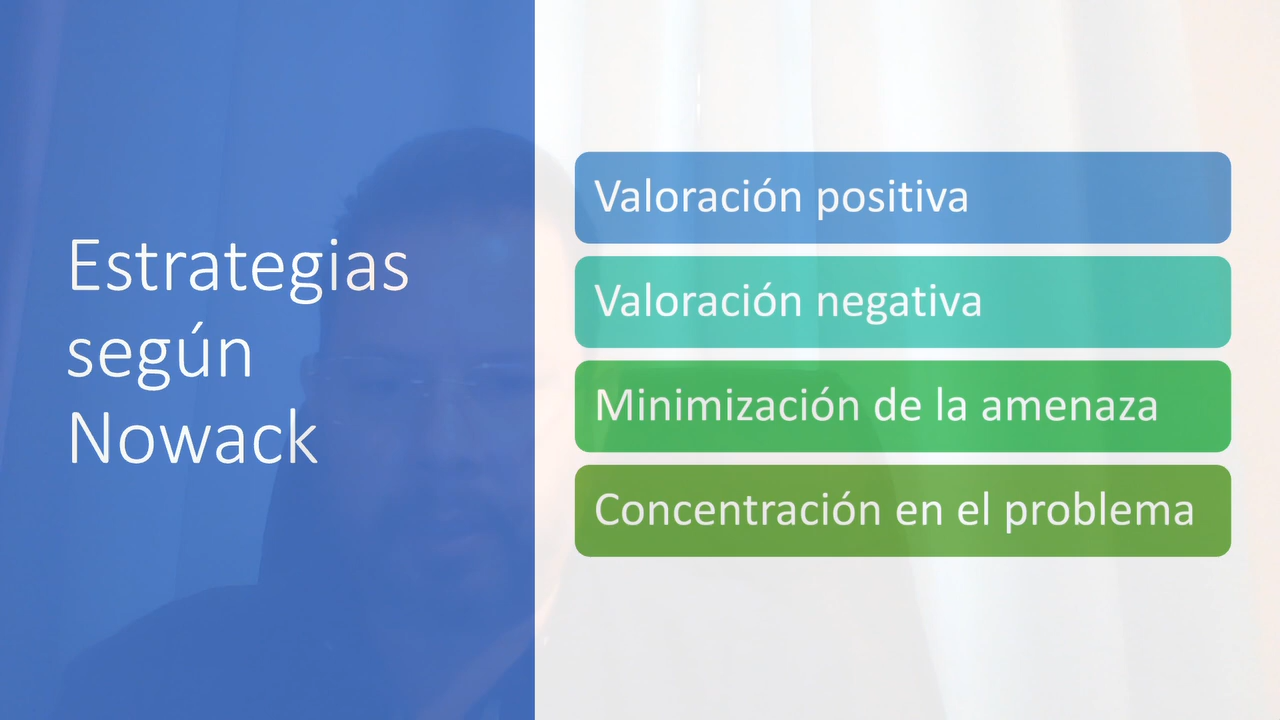 Estrategias
según
Nowack
Valoración positiva
Valoración negativa
Minimización de la amenaza
Concentración en el problema